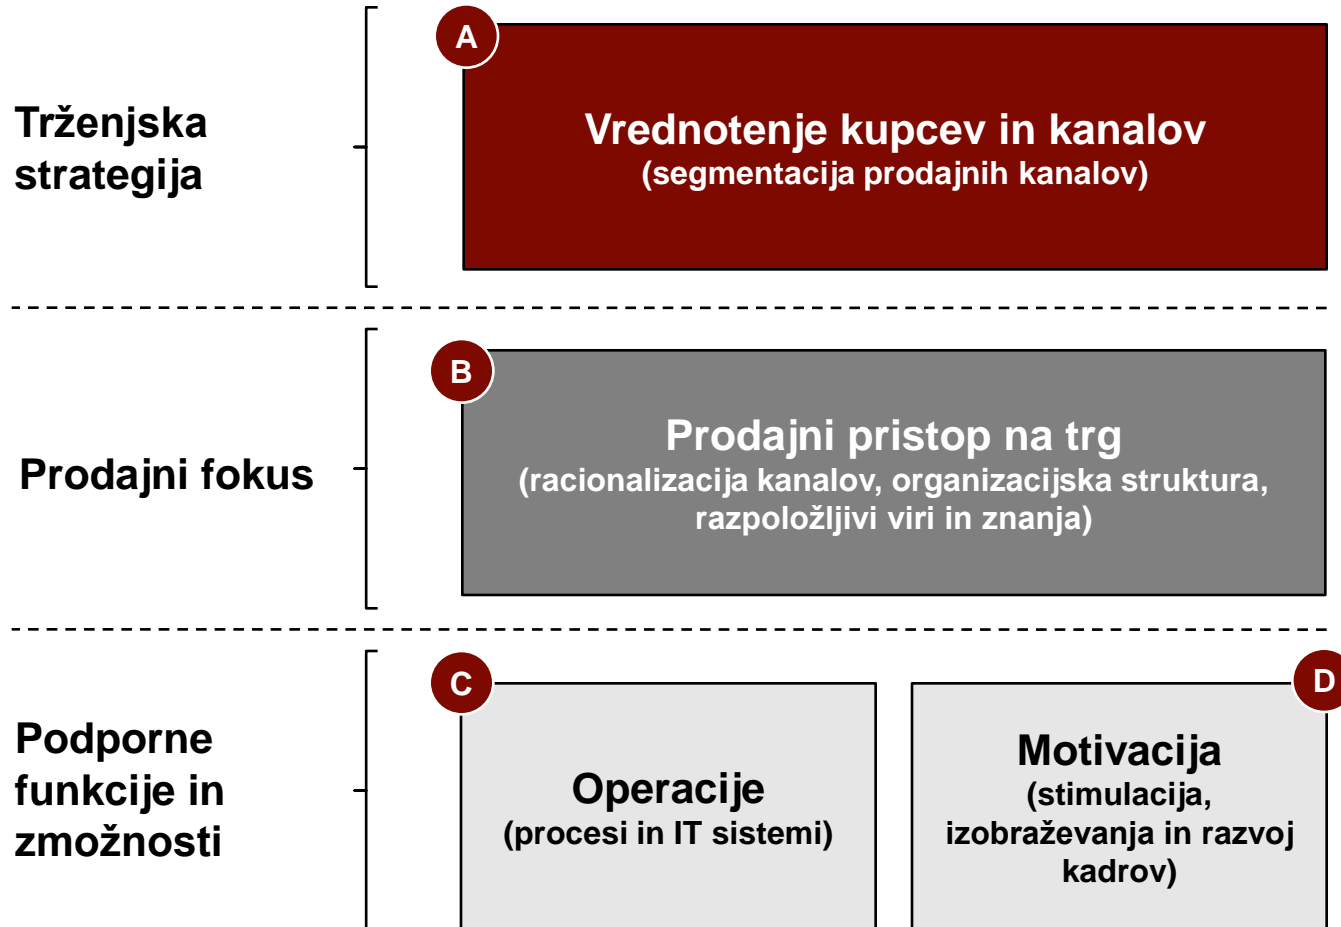 A
Trženjska
strategija
Vrednotenje kupcev in kanalov
(segmentacija prodajnih kanalov)
B
Prodajni fokus
Prodajni pristop na trg
(racionalizacija kanalov, organizacijska struktura,
razpoložljivi viri in znanja)
C
D
Podporne
funkcije in
zmožnosti
Operacije
(procesi in IT sistemi)
Motivacija
(stimulacija,
izobraževanja in razvoj
kadrov)